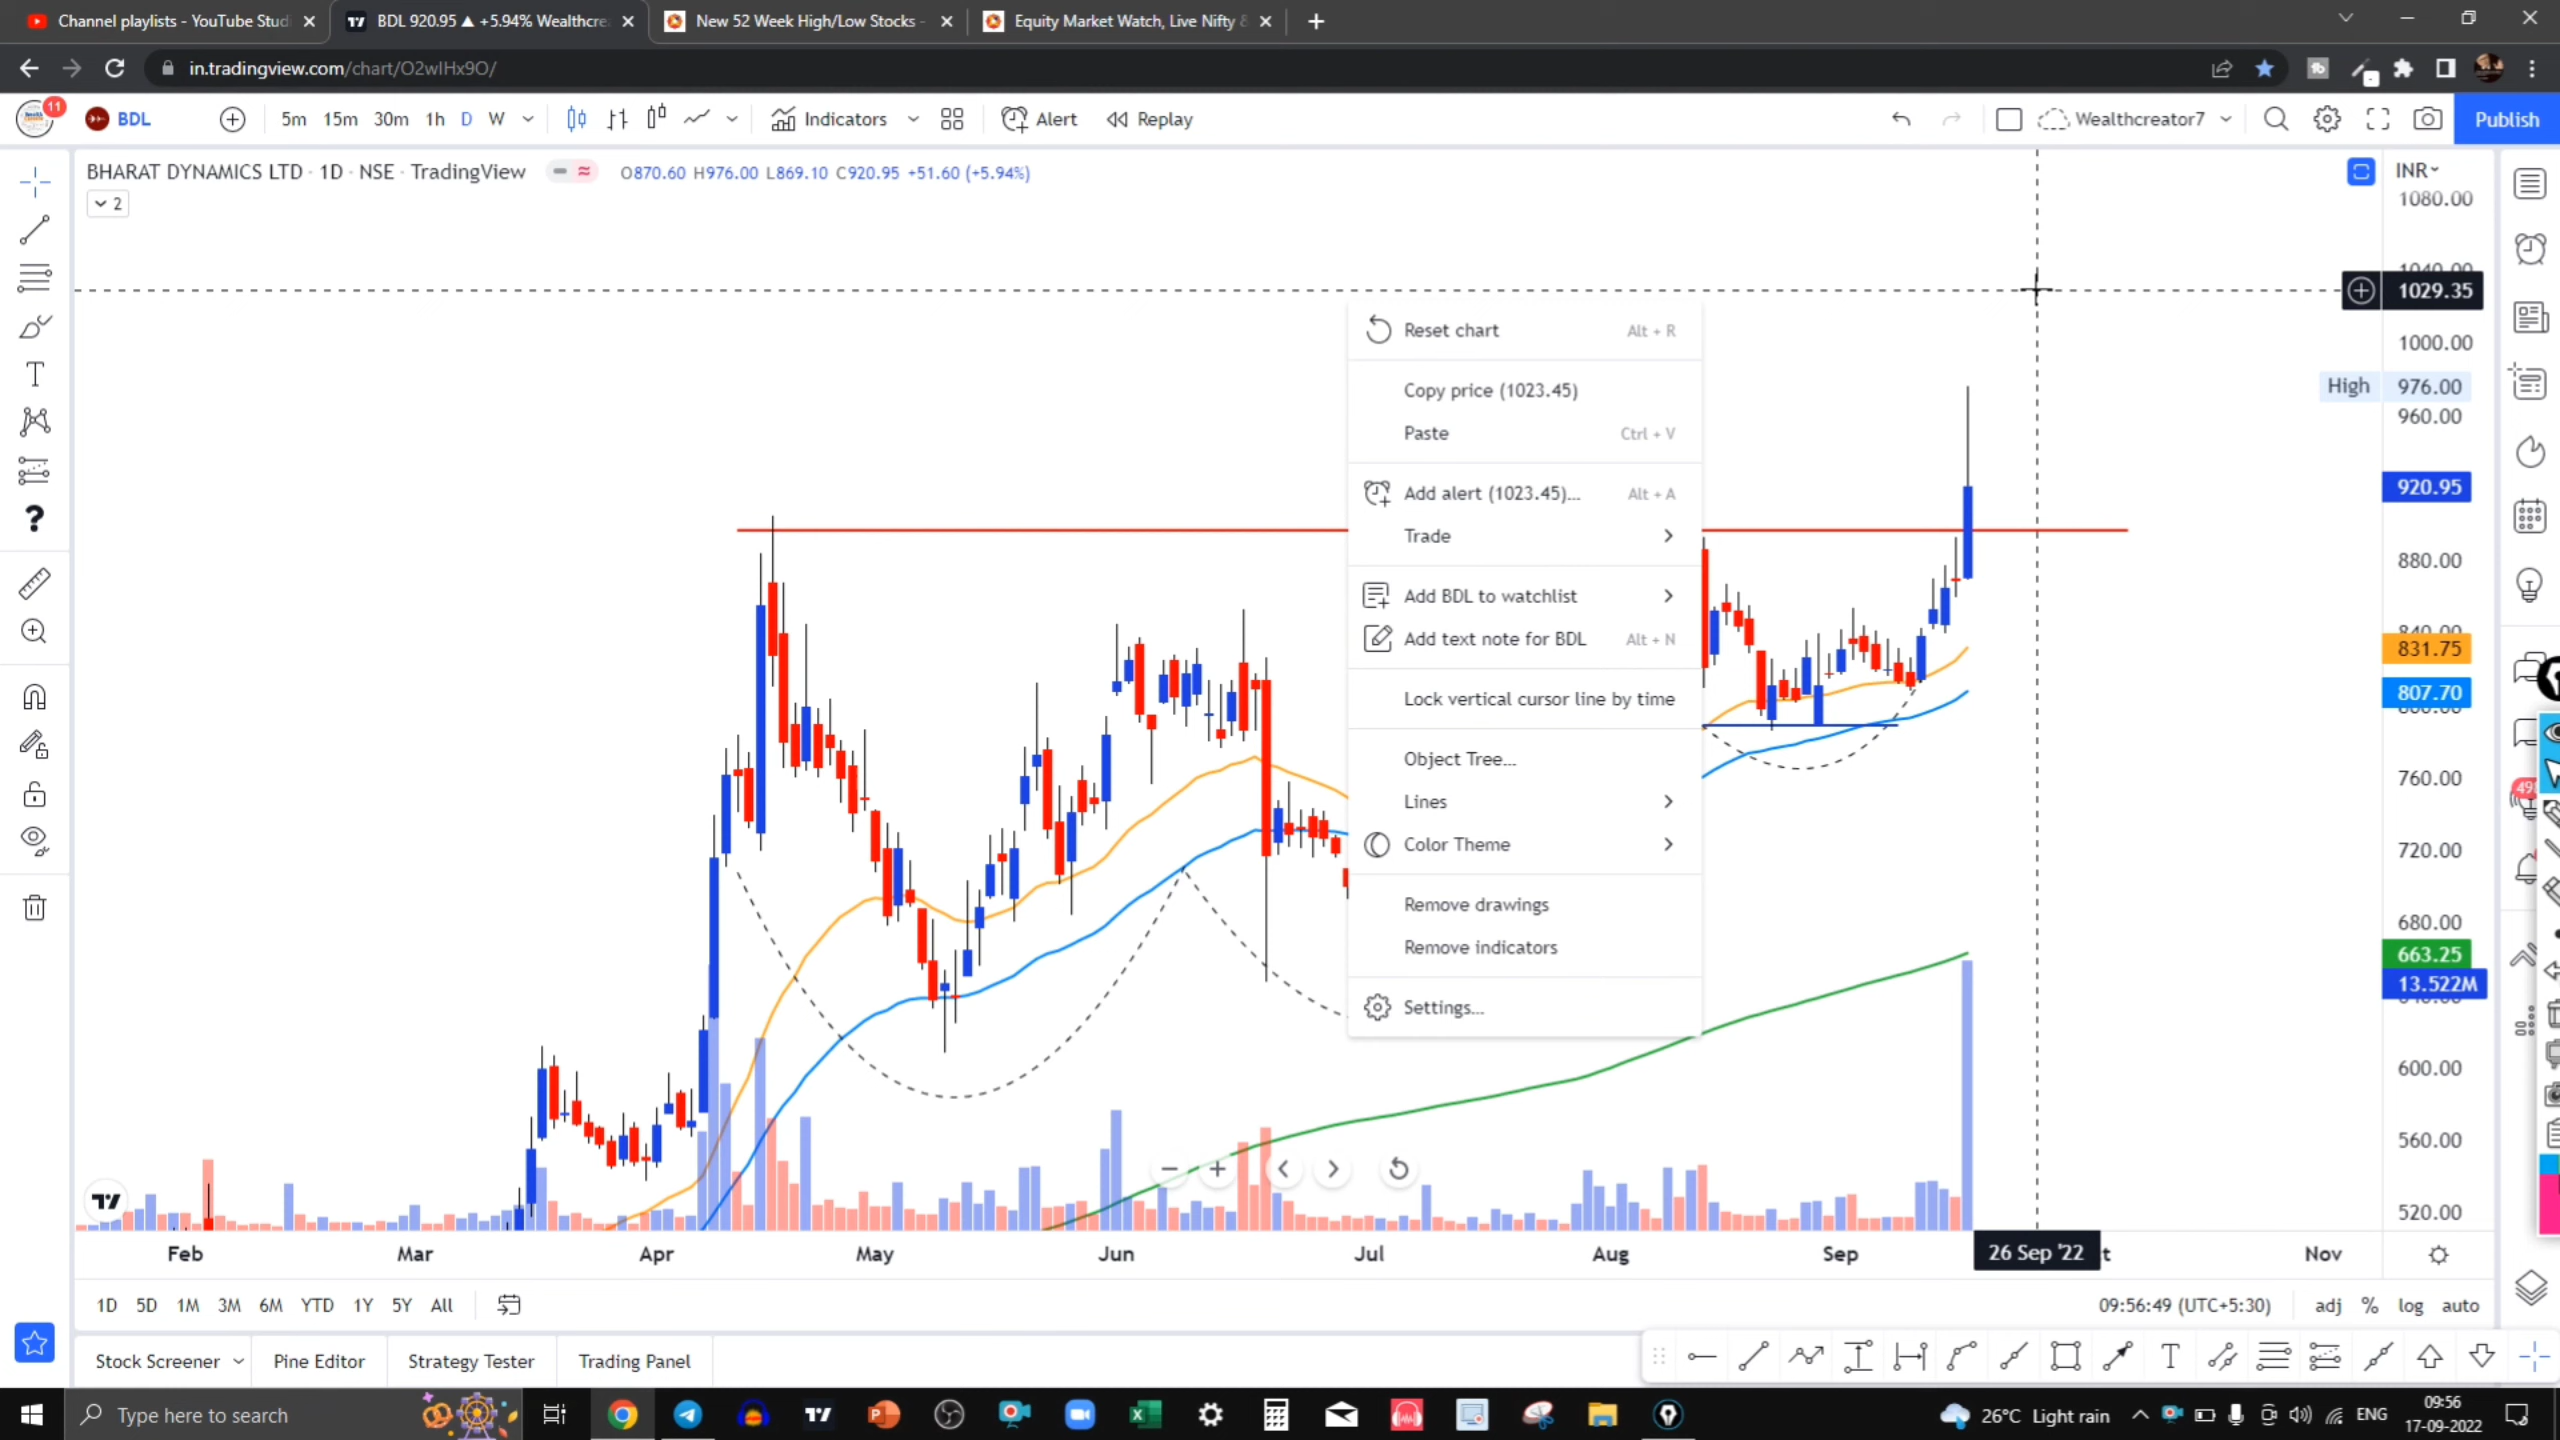 Channel playlists - YouTube Studi
BDL 920.95 ▲ +5.94% Wealthcre
New 52 Week High/Low Stocks -
Equity Market Watch, Live Nifty &
in.tradingview.com/chart/O2wIHx9O/
11
BDL
5m 15m 30m 1h D W
Indicators
Alert
Replay
Wealthcreator7
Publish
BHARAT DYNAMICS LTD · 1D · NSE · TradingView
O870.60 H976.00 L869.10 C920.95 +51.60 (+5.94%)
2
INR
1080.00
1040.00
1029.35
1000.00
High 976.00
960.00
920.95
880.00
840.00
831.75
807.70
800.00
760.00
720.00
680.00
663.25
13.522M
600.00
560.00
520.00
Reset chart Alt + R
Copy price (1023.45)
Paste Ctrl + V
Add alert (1023.45)... Alt + A
Trade
Add BDL to watchlist
Add text note for BDL Alt + N
Lock vertical cursor line by time
Object Tree...
Lines
Color Theme
Remove drawings
Remove indicators
Settings...
Feb Mar Apr May Jun Jul Aug Sep 26 Sep '22 t Nov
1D 5D 1M 3M 6M YTD 1Y 5Y All
09:56:49 (UTC+5:30) adj % log auto
Stock Screener Pine Editor Strategy Tester Trading Panel
Type here to search
26°C Light rain
ENG
09:56
17-09-2022